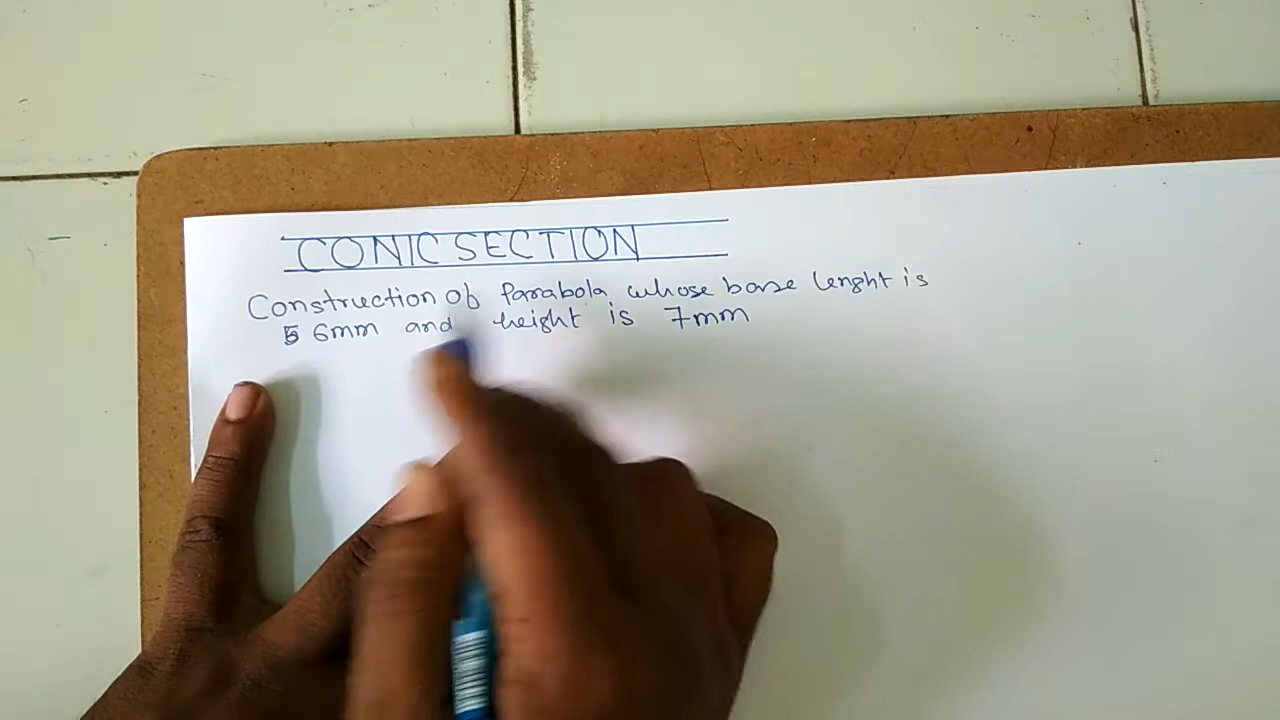 CONIC SECTION
Construction of Parabola whose base lenght is
56mm and height is 7mm